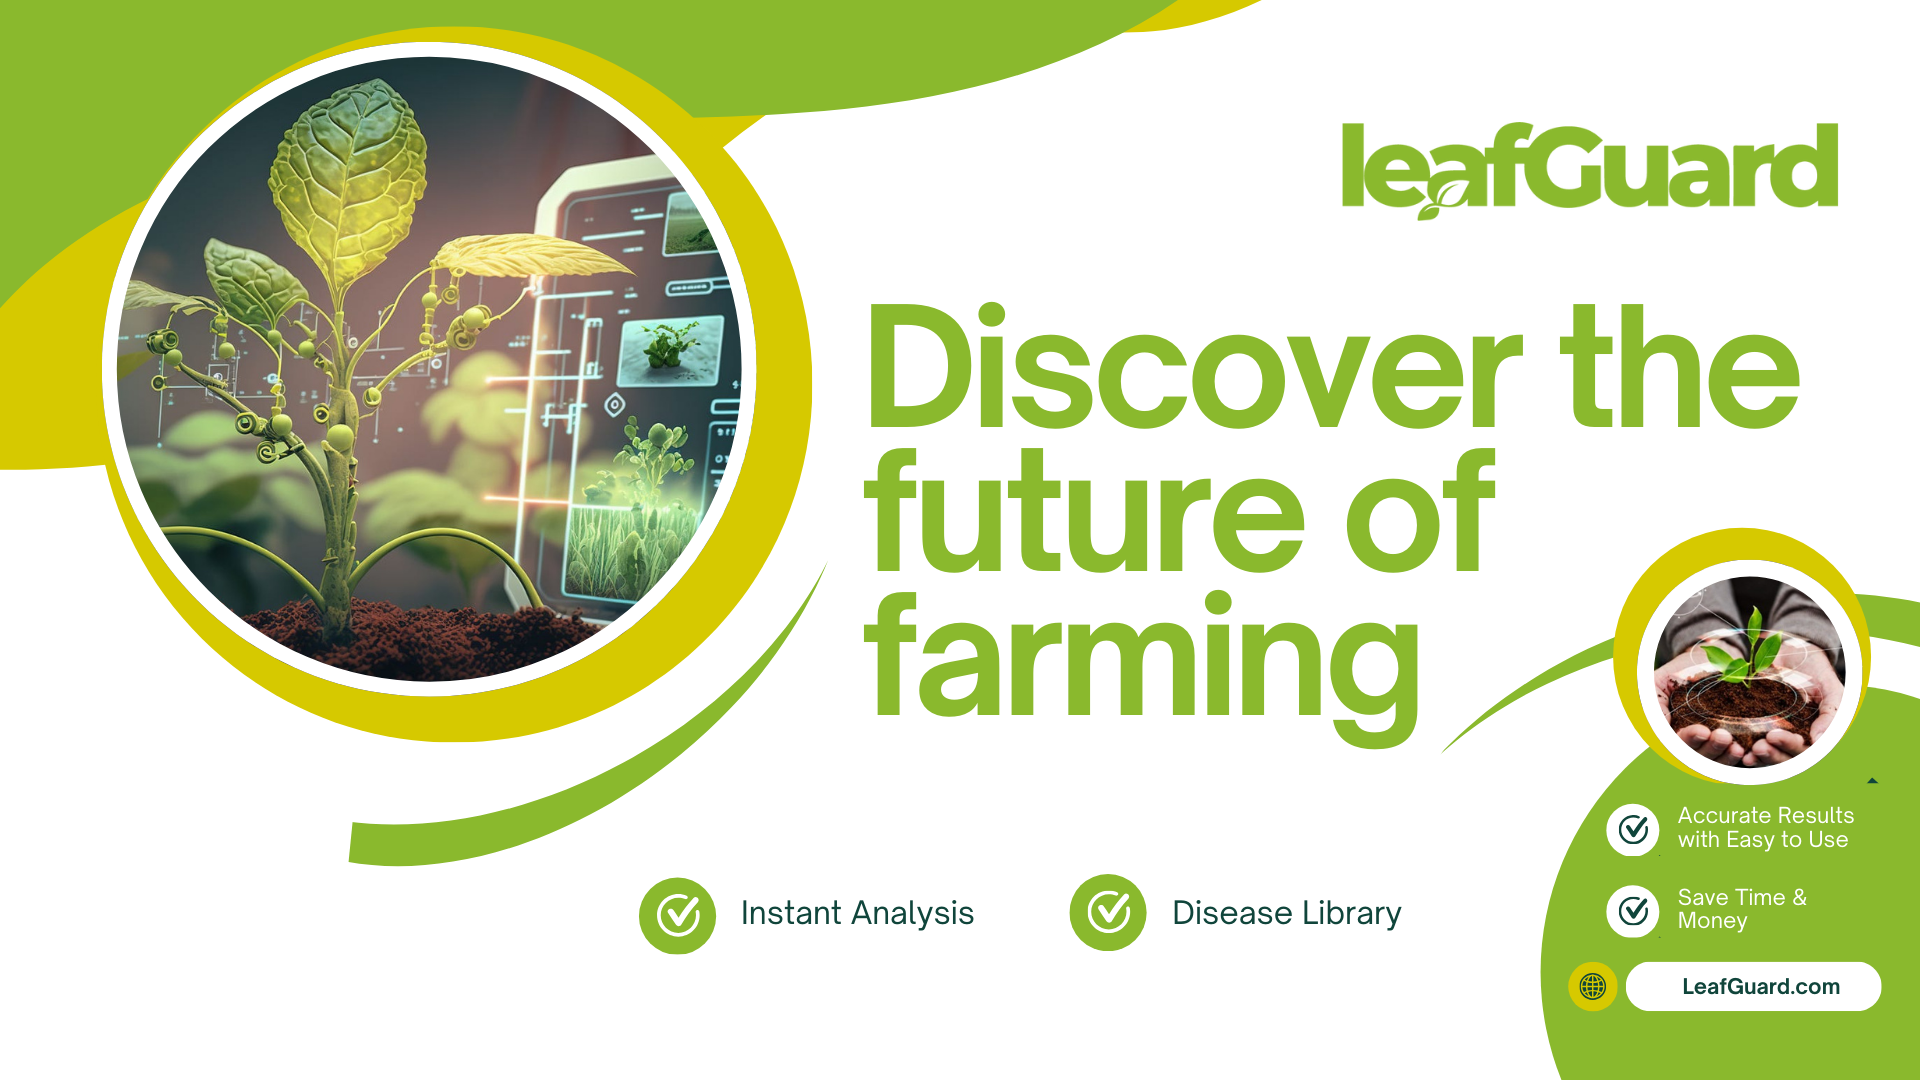 leafGuard
Discover the
future of
farming
Instant Analysis
Disease Library
Accurate Results
with Easy to Use
Save Time &
Money
LeafGuard.com